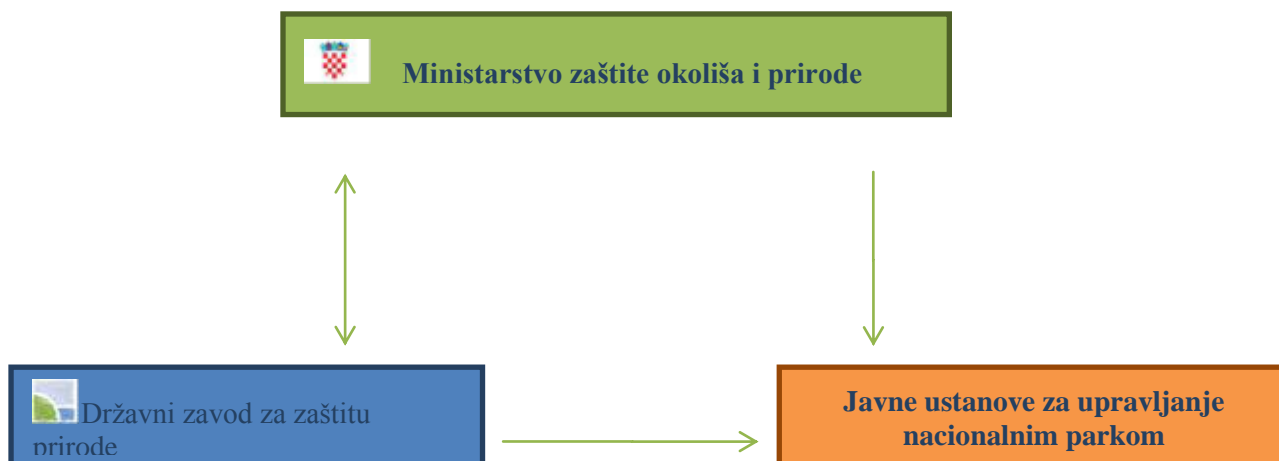 Ministarstvo zaštite okoliša i prirode
Državni zavod za zaštitu
prirode
Javne ustanove za upravljanje
nacionalnim parkom